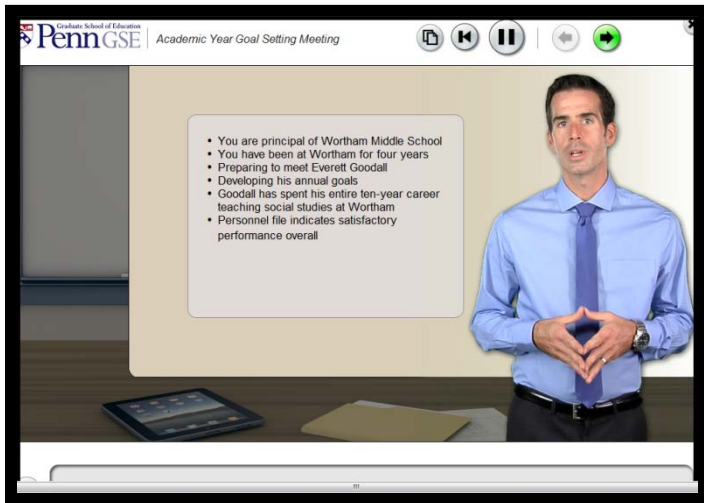 Graduate School of Education
Penn GSE
Academic Year Goal Setting Meeting
• You are principal of Wortham Middle School
• You have been at Wortham for four years
• Preparing to meet Everett Goodall
• Developing his annual goals
• Goodall has spent his entire ten-year career
teaching social studies at Wortham
• Personnel file indicates satisfactory
performance overall